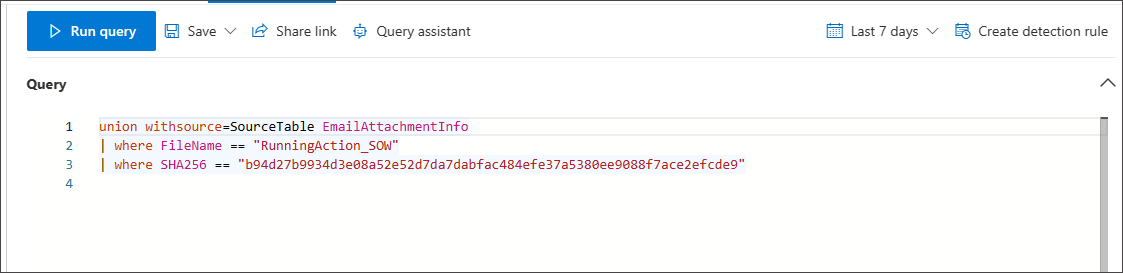 Run query Save Share link Query assistant Last 7 days Create detection rule
Query
1 union withsource=SourceTable EmailAttachmentInfo
2 | where FileName == "RunningAction_SOW"
3 | where SHA256 == "b94d27b9934d3e08a52e52d7da7dabfac484efe37a5380ee9088f7ace2efcde9"
4